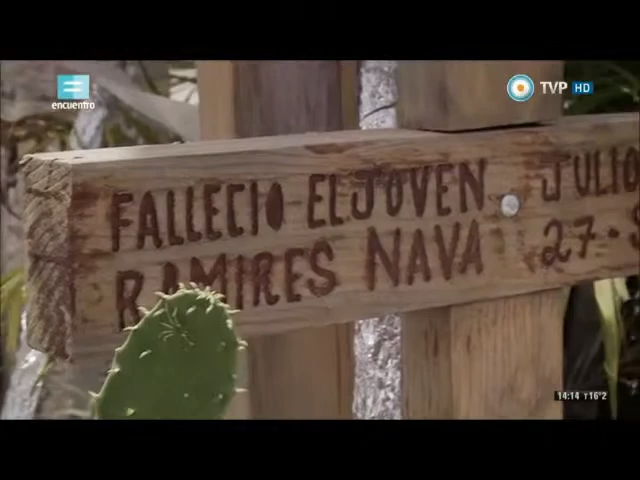 encuentro
TVP HD
FALLECIO EL JOVEN JULIO
RAMIRES NAVA 27-S
14:14 T 16°2